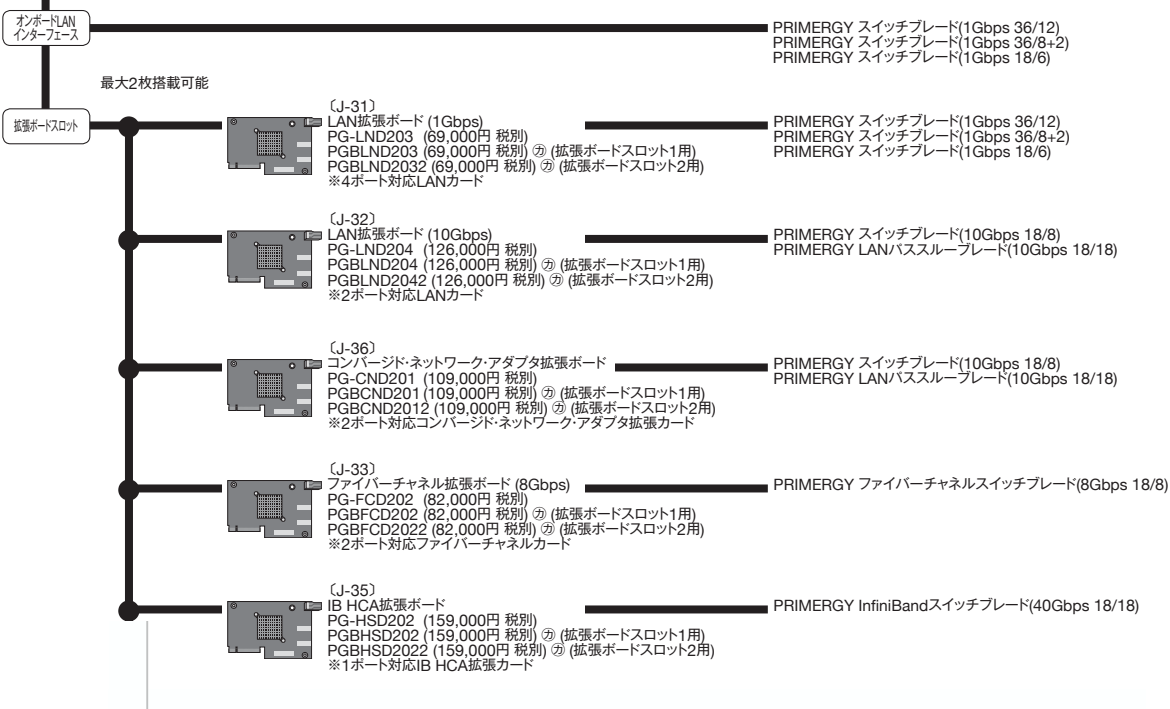 オンボードLAN
インターフェース
PRIMERGY スイッチブレード(1Gbps 36/12)
PRIMERGY スイッチブレード(1Gbps 36/8+2)
PRIMERGY スイッチブレード(1Gbps 18/6)
最大2枚搭載可能
拡張ボードスロット
〔J-31〕
LAN拡張ボード (1Gbps)
PG-LND203 (69,000円 税別)
PGBLND203 (69,000円 税別) ㋕ (拡張ボードスロット1用)
PGBLND2032 (69,000円 税別) ㋕ (拡張ボードスロット2用)
※4ポート対応LANカード
PRIMERGY スイッチブレード(1Gbps 36/12)
PRIMERGY スイッチブレード(1Gbps 36/8+2)
PRIMERGY スイッチブレード(1Gbps 18/6)
〔J-32〕
LAN拡張ボード (10Gbps)
PG-LND204 (126,000円 税別)
PGBLND204 (126,000円 税別) ㋕ (拡張ボードスロット1用)
PGBLND2042 (126,000円 税別) ㋕ (拡張ボードスロット2用)
※2ポート対応LANカード
PRIMERGY スイッチブレード(10Gbps 18/8)
PRIMERGY LANパススルーブレード(10Gbps 18/18)
〔J-36〕
コンバージド・ネットワーク・アダプタ拡張ボード
PG-CND201 (109,000円 税別)
PGBCND201 (109,000円 税別) ㋕ (拡張ボードスロット1用)
PGBCND2012 (109,000円 税別) ㋕ (拡張ボードスロット2用)
※2ポート対応コンバージド・ネットワーク・アダプタ拡張カード
PRIMERGY スイッチブレード(10Gbps 18/8)
PRIMERGY LANパススルーブレード(10Gbps 18/18)
〔J-33〕
ファイバーチャネル拡張ボード (8Gbps)
PG-FCD202 (82,000円 税別)
PGBFCD202 (82,000円 税別) ㋕ (拡張ボードスロット1用)
PGBFCD2022 (82,000円 税別) ㋕ (拡張ボードスロット2用)
※2ポート対応ファイバーチャネルカード
PRIMERGY ファイバーチャネルスイッチブレード(8Gbps 18/8)
〔J-35〕
IB HCA拡張ボード
PG-HSD202 (159,000円 税別)
PGBHSD202 (159,000円 税別) ㋕ (拡張ボードスロット1用)
PGBHSD2022 (159,000円 税別) ㋕ (拡張ボードスロット2用)
※1ポート対応IB HCA拡張カード
PRIMERGY InfiniBandスイッチブレード(40Gbps 18/18)